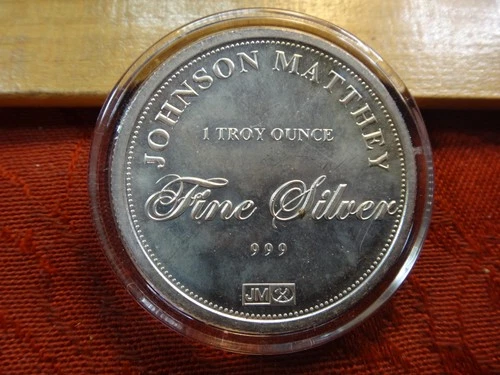 JOHNSON MATTHEY
1 TROY OUNCE
Fine Silver
999
JM